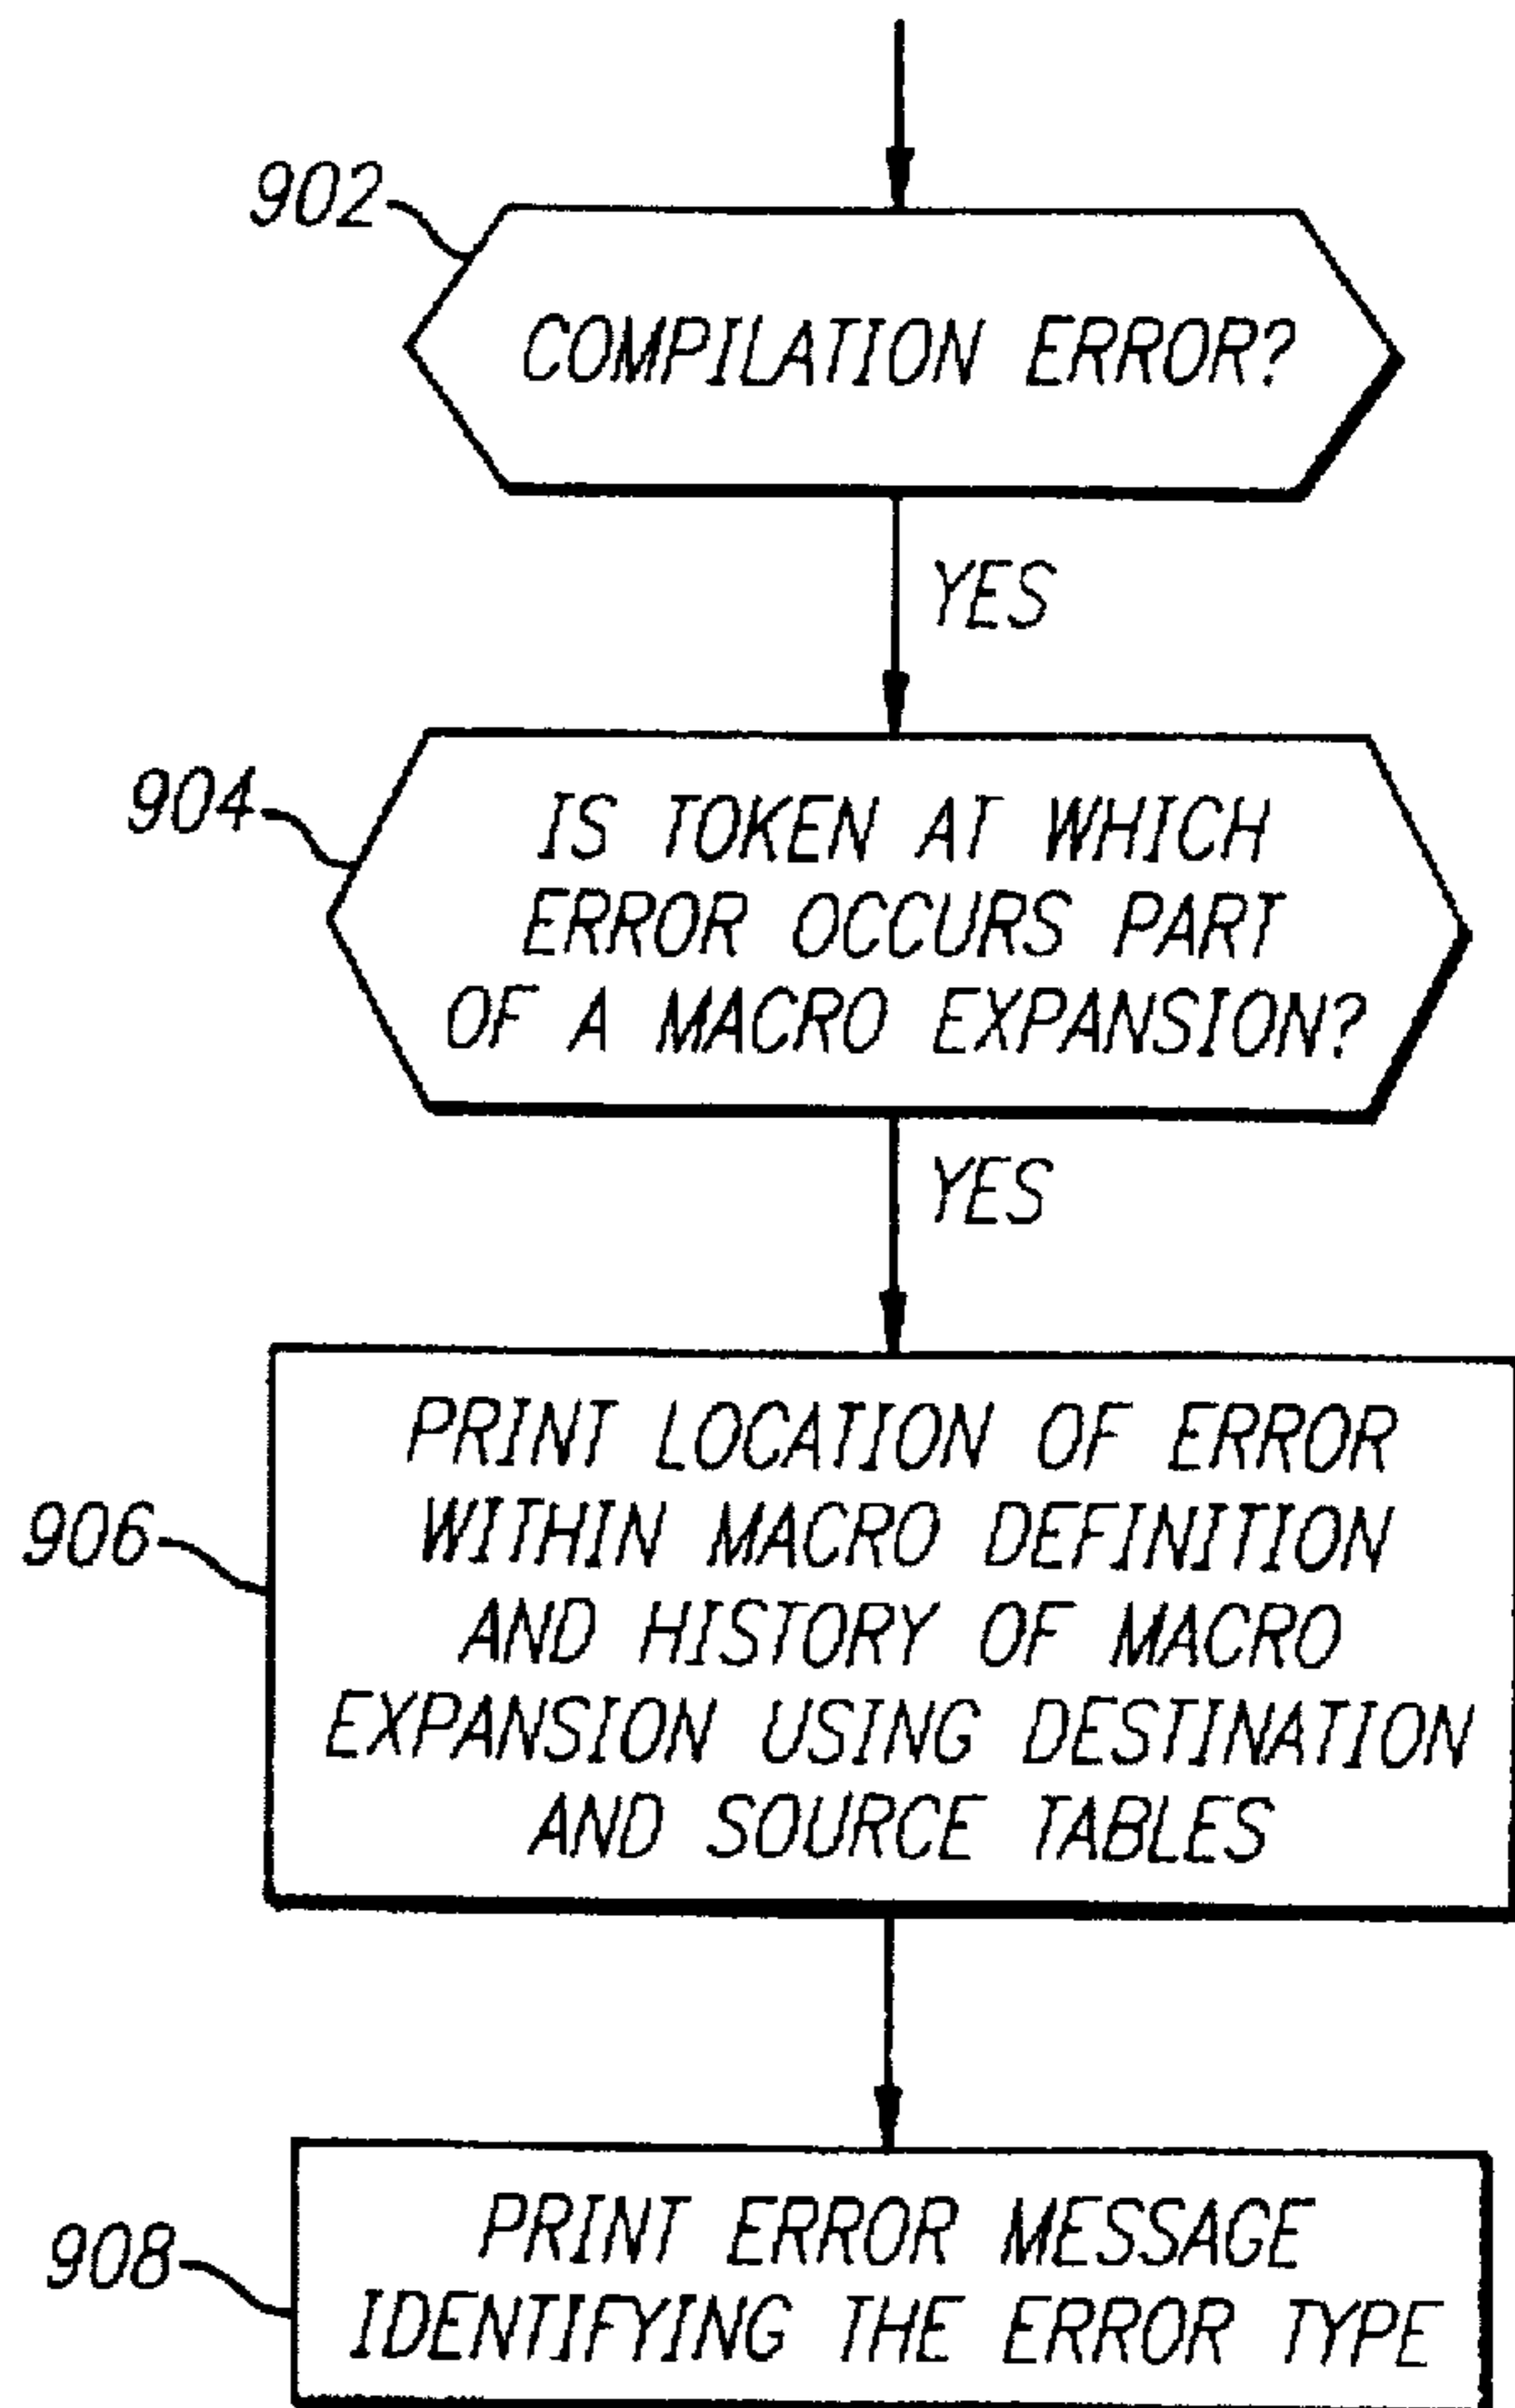 902
COMPILATION ERROR?
YES
904
IS TOKEN AT WHICH
ERROR OCCURS PART
OF A MACRO EXPANSION?
YES
PRINT LOCATION OF ERROR
906
WITHIN MACRO DEFINITION
AND HISTORY OF MACRO
EXPANSION USING DESTINATION
AND SOURCE TABLES
908
PRINT ERROR MESSAGE
IDENTIFYING THE ERROR TYPE